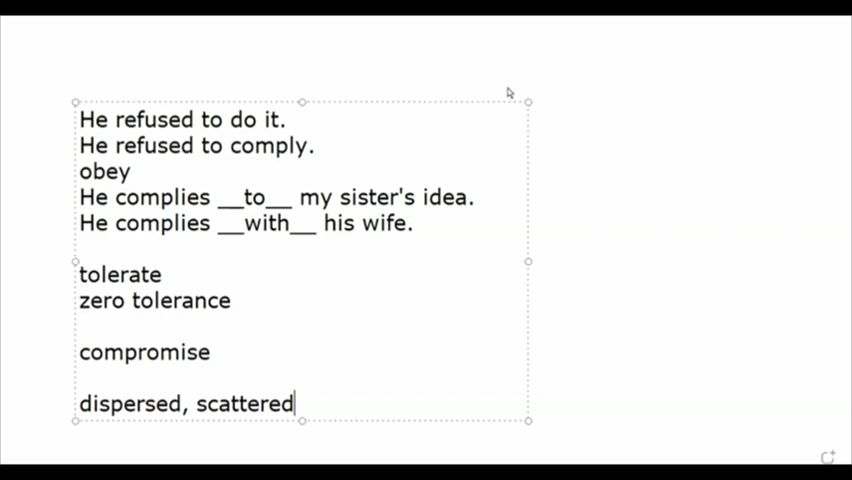 He refused to do it.
He refused to comply.
obey
He complies __to__ my sister's idea.
He complies __with__ his wife.
tolerate
zero tolerance
compromise
dispersed, scattered